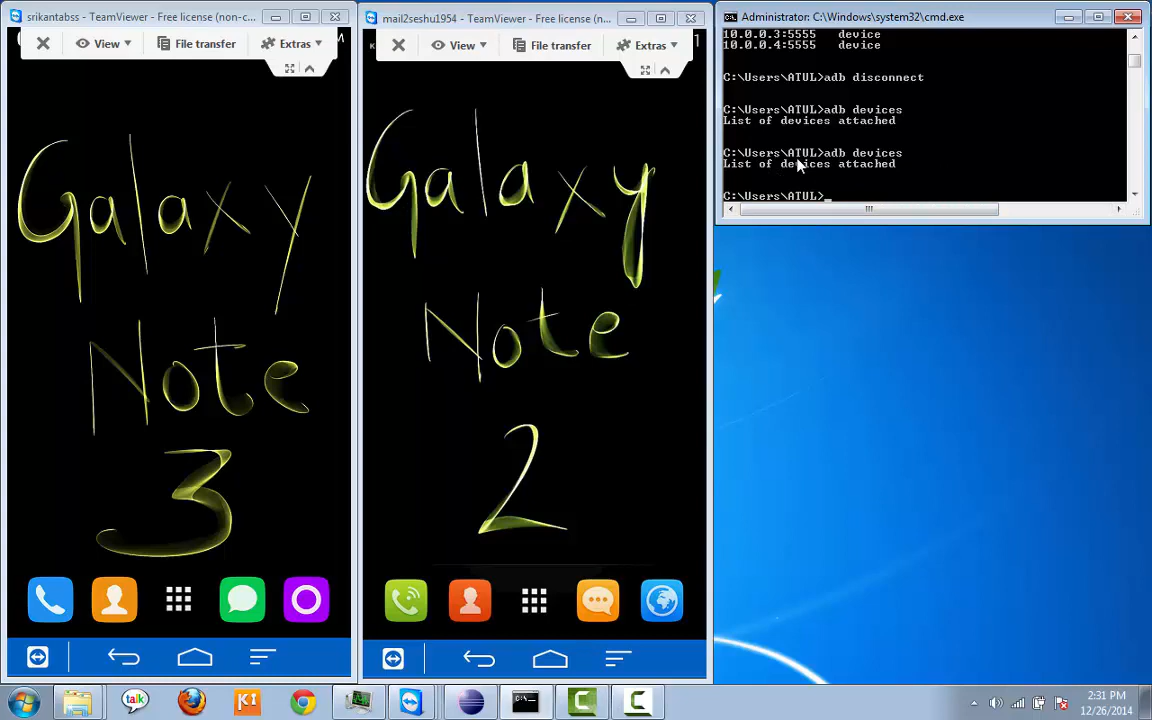 srikantabss - TeamViewer - Free license (non-c...
View
File transfer
Extras
Galaxy
Note
3
mail2seshu1954 - TeamViewer - Free license (n...
View
File transfer
Extras
Galaxy
Note
2
Administrator: C:\Windows\system32\cmd.exe
10.0.0.3:5555 device
10.0.0.4:5555 device
C:\Users\ATUL>adb disconnect
C:\Users\ATUL>adb devices
List of devices attached
C:\Users\ATUL>adb devices
List of devices attached
C:\Users\ATUL>_
talk
KI
C:\
2:31 PM
12/26/2014